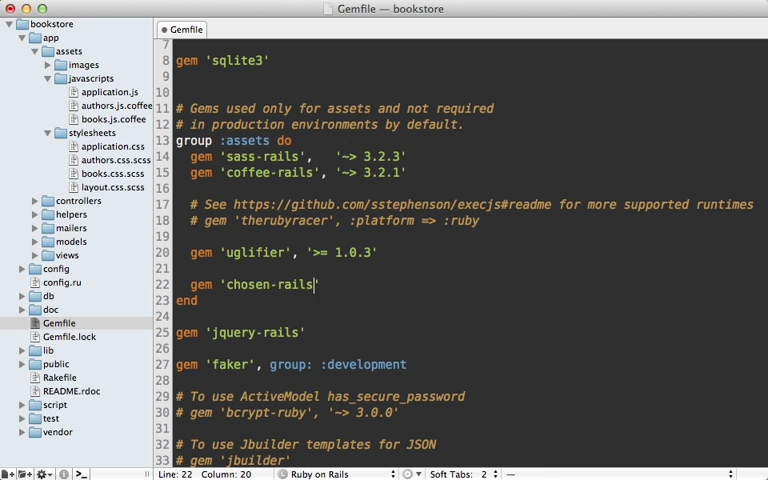 Gemfile — bookstore
bookstore
app
assets
images
javascripts
application.js
authors.js.coffee
books.js.coffee
stylesheets
application.css
authors.css.scss
books.css.scss
layout.css.scss
controllers
helpers
mailers
models
views
config
config.ru
db
doc
Gemfile
Gemfile.lock
lib
public
Rakefile
README.rdoc
script
test
vendor
Gemfile
7
8 gem 'sqlite3'
9
10
11 # Gems used only for assets and not required
12 # in production environments by default.
13 group :assets do
14 gem 'sass-rails', '~> 3.2.3'
15 gem 'coffee-rails', '~> 3.2.1'
16
17 # See https://github.com/sstephenson/execjs#readme for more supported runtimes
18 # gem 'therubyracer', :platform => :ruby
19
20 gem 'uglifier', '>= 1.0.3'
21
22 gem 'chosen-rails'
23 end
24
25 gem 'jquery-rails'
26
27 gem 'faker', group: :development
28
29 # To use ActiveModel has_secure_password
30 # gem 'bcrypt-ruby', '~> 3.0.0'
31
32 # To use Jbuilder templates for JSON
33 # gem 'jbuilder'
Line: 22 Column: 20 Ruby on Rails Soft Tabs: 2 —